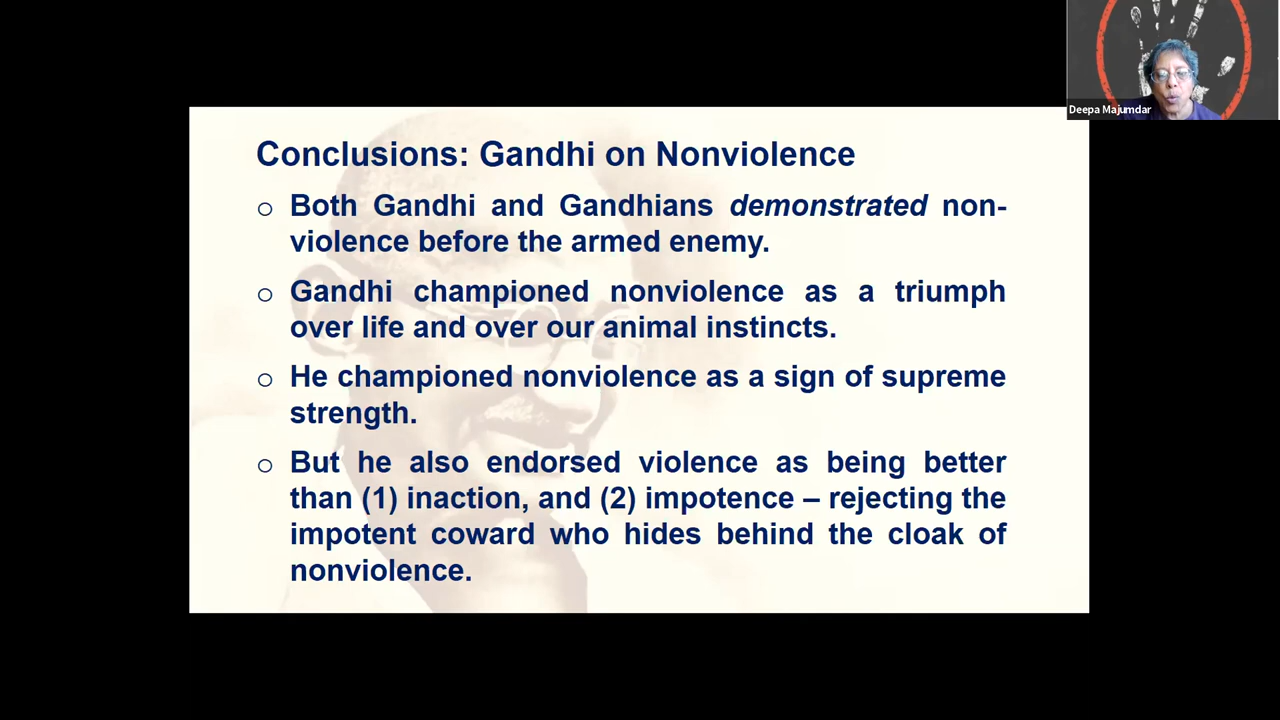 Deepa Majumdar
Conclusions: Gandhi on Nonviolence
o Both Gandhi and Gandhians demonstrated non-
violence before the armed enemy.
o Gandhi championed nonviolence as a triumph
over life and over our animal instincts.
o He championed nonviolence as a sign of supreme
strength.
o But he also endorsed violence as being better
than (1) inaction, and (2) impotence – rejecting the
impotent coward who hides behind the cloak of
nonviolence.